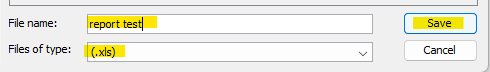 File name: report test Save
Files of type: (.xls) Cancel